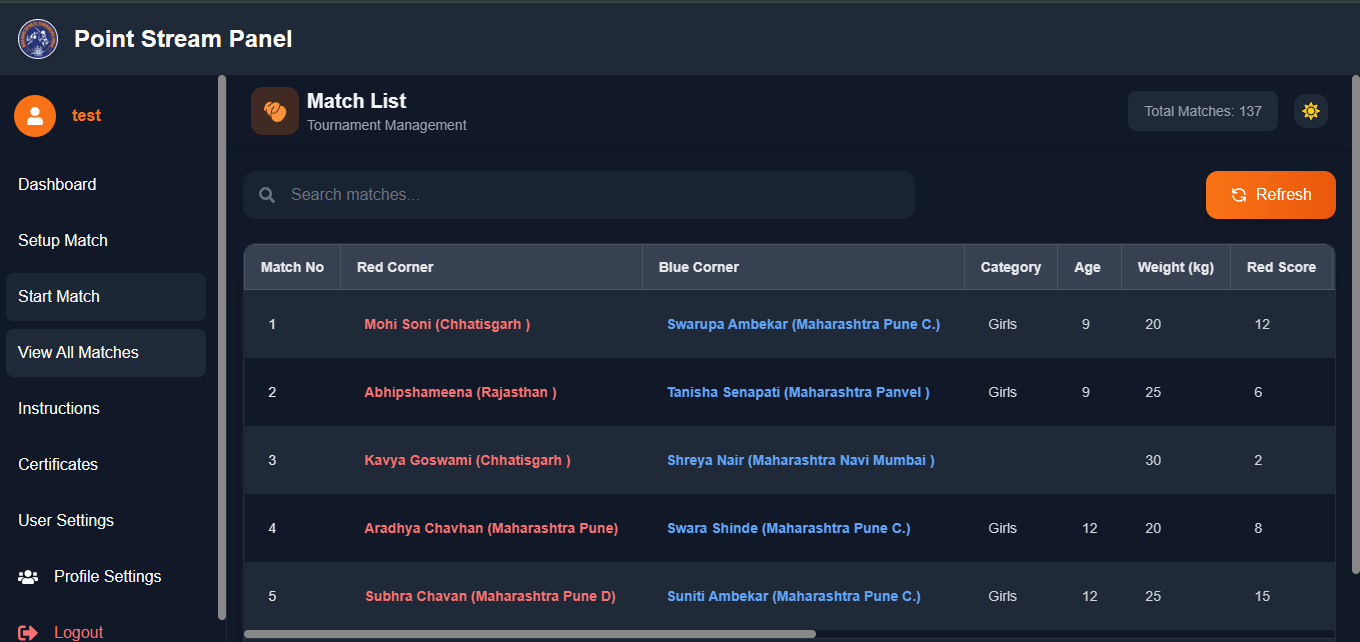 Point Stream Panel
test
Dashboard
Setup Match
Start Match
View All Matches
Instructions
Certificates
User Settings
Profile Settings
Logout
Match List
Tournament Management
Total Matches: 137
Search matches...
Refresh
Match No Red Corner Blue Corner Category Age Weight (kg) Red Score
1 Mohi Soni (Chhatisgarh ) Swarupa Ambekar (Maharashtra Pune C.) Girls 9 20 12
2 Abhipshameena (Rajasthan ) Tanisha Senapati (Maharashtra Panvel ) Girls 9 25 6
3 Kavya Goswami (Chhatisgarh ) Shreya Nair (Maharashtra Navi Mumbai ) 30 2
4 Aradhya Chavhan (Maharashtra Pune) Swara Shinde (Maharashtra Pune C.) Girls 12 20 8
5 Subhra Chavan (Maharashtra Pune D) Suniti Ambekar (Maharashtra Pune C.) Girls 12 25 15